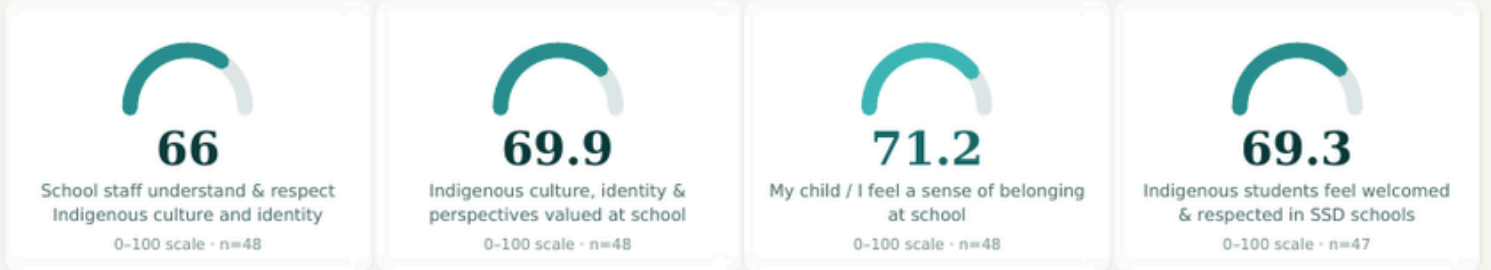 66
School staff understand & respect
Indigenous culture and identity
0–100 scale · n=48
69.9
Indigenous culture, identity &
perspectives valued at school
0–100 scale · n=48
71.2
My child / I feel a sense of belonging
at school
0–100 scale · n=48
69.3
Indigenous students feel welcomed
& respected in SSD schools
0–100 scale · n=47